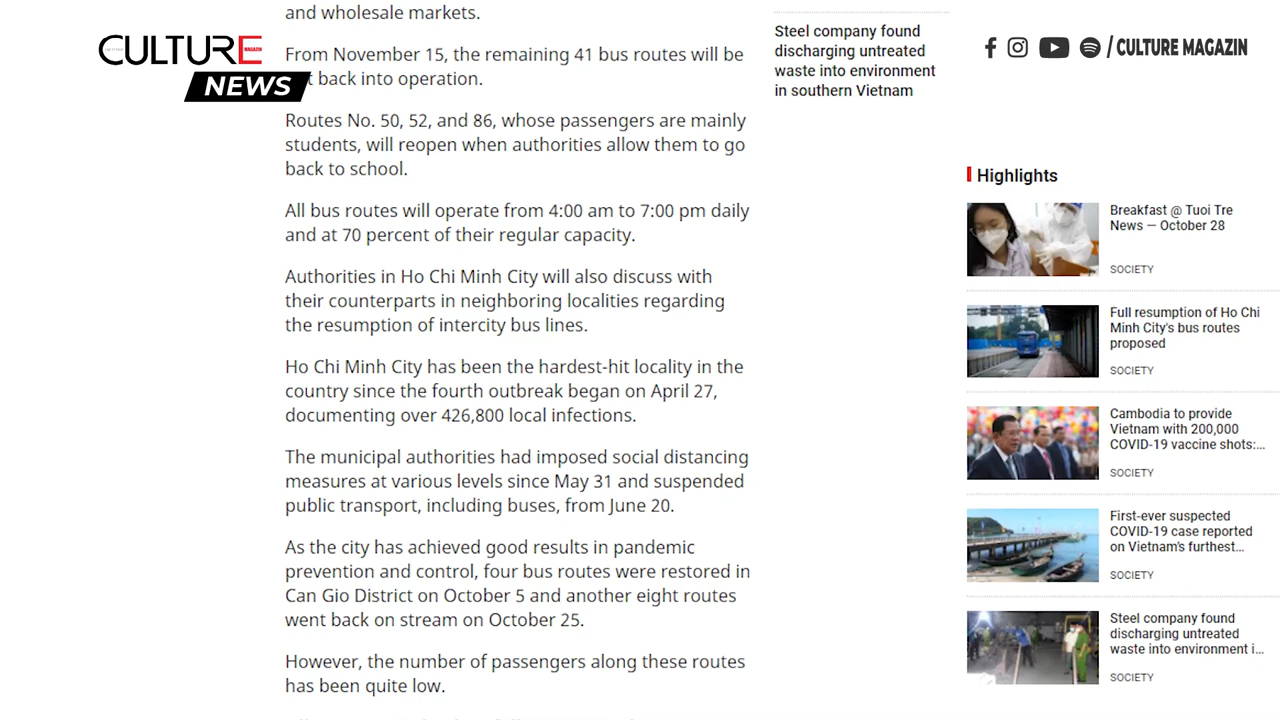 and wholesale markets.
From November 15, the remaining 41 bus routes will be
back into operation.
Routes No. 50, 52, and 86, whose passengers are mainly
students, will reopen when authorities allow them to go
back to school.
All bus routes will operate from 4:00 am to 7:00 pm daily
and at 70 percent of their regular capacity.
Authorities in Ho Chi Minh City will also discuss with
their counterparts in neighboring localities regarding
the resumption of intercity bus lines.
Ho Chi Minh City has been the hardest-hit locality in the
country since the fourth outbreak began on April 27,
documenting over 426,800 local infections.
The municipal authorities had imposed social distancing
measures at various levels since May 31 and suspended
public transport, including buses, from June 20.
As the city has achieved good results in pandemic
prevention and control, four bus routes were restored in
Can Gio District on October 5 and another eight routes
went back on stream on October 25.
However, the number of passengers along these routes
has been quite low.
CULTURE
MAGAZIN
NEWS
Steel company found
discharging untreated
waste into environment
in southern Vietnam
/ CULTURE MAGAZIN
Highlights
Breakfast @ Tuoi Tre
News — October 28
SOCIETY
Full resumption of Ho Chi
Minh City's bus routes
proposed
SOCIETY
Cambodia to provide
Vietnam with 200,000
COVID-19 vaccine shots:...
SOCIETY
First-ever suspected
COVID-19 case reported
on Vietnam's furthest...
SOCIETY
Steel company found
discharging untreated
waste into environment i...
SOCIETY